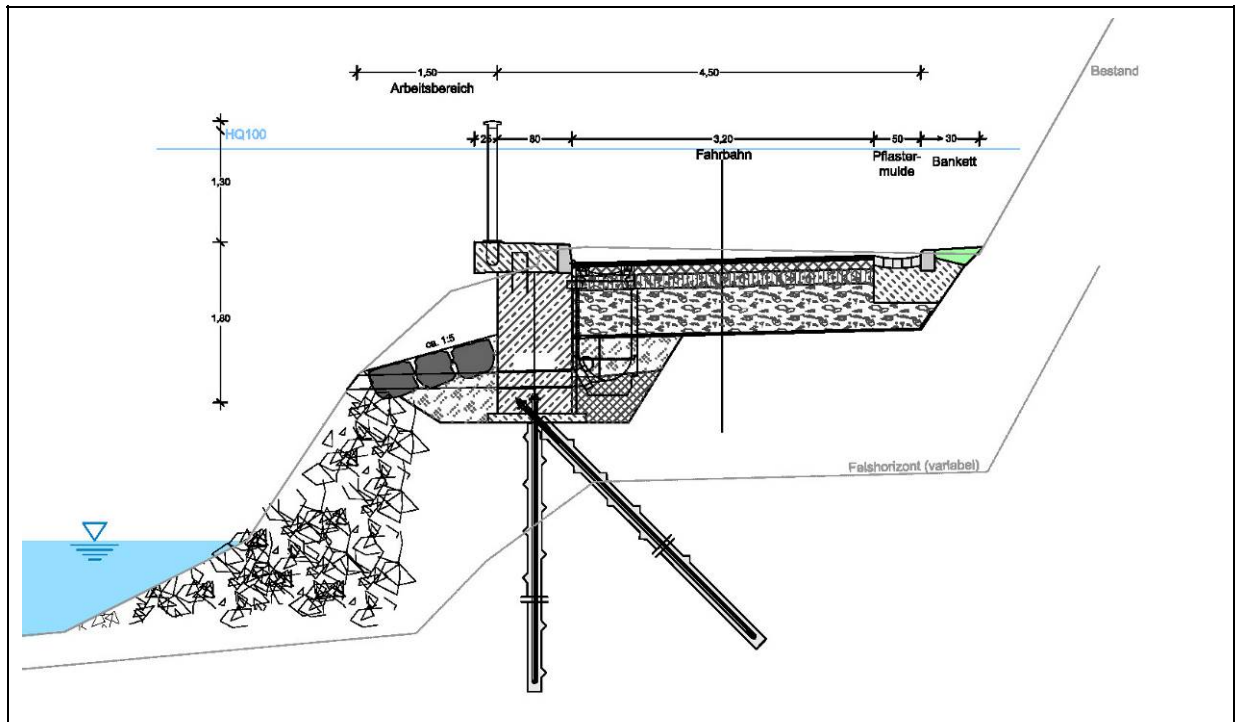 1,50
4,50
Arbeitsbereich
Bestand
HQ100
25
80
3,20
50
30
Fahrbahn
Pflaster-
mulde
Bankett
1,30
1,80
ca. 1:5
Felshorizont (variabel)